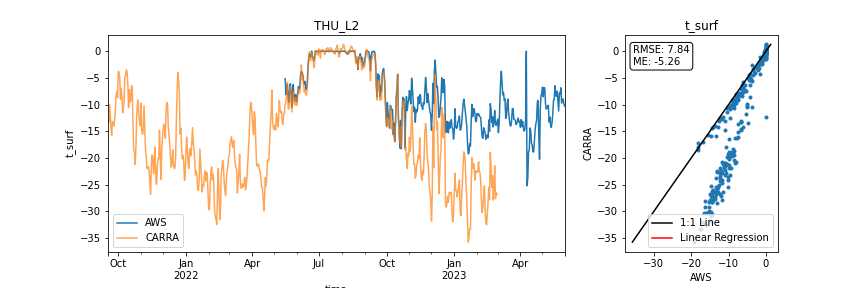 THU_L2
t_surf
0
−5
−10
−15
−20
−25
−30
−35
t_surf
AWS
CARRA
Oct
Jan
2022
Apr
Jul
Oct
Jan
2023
Apr
time
t_surf
RMSE: 7.84
ME: -5.26
0
−5
−10
−15
−20
−25
−30
−35
CARRA
1:1 Line
Linear Regression
−30
−20
−10
0
AWS